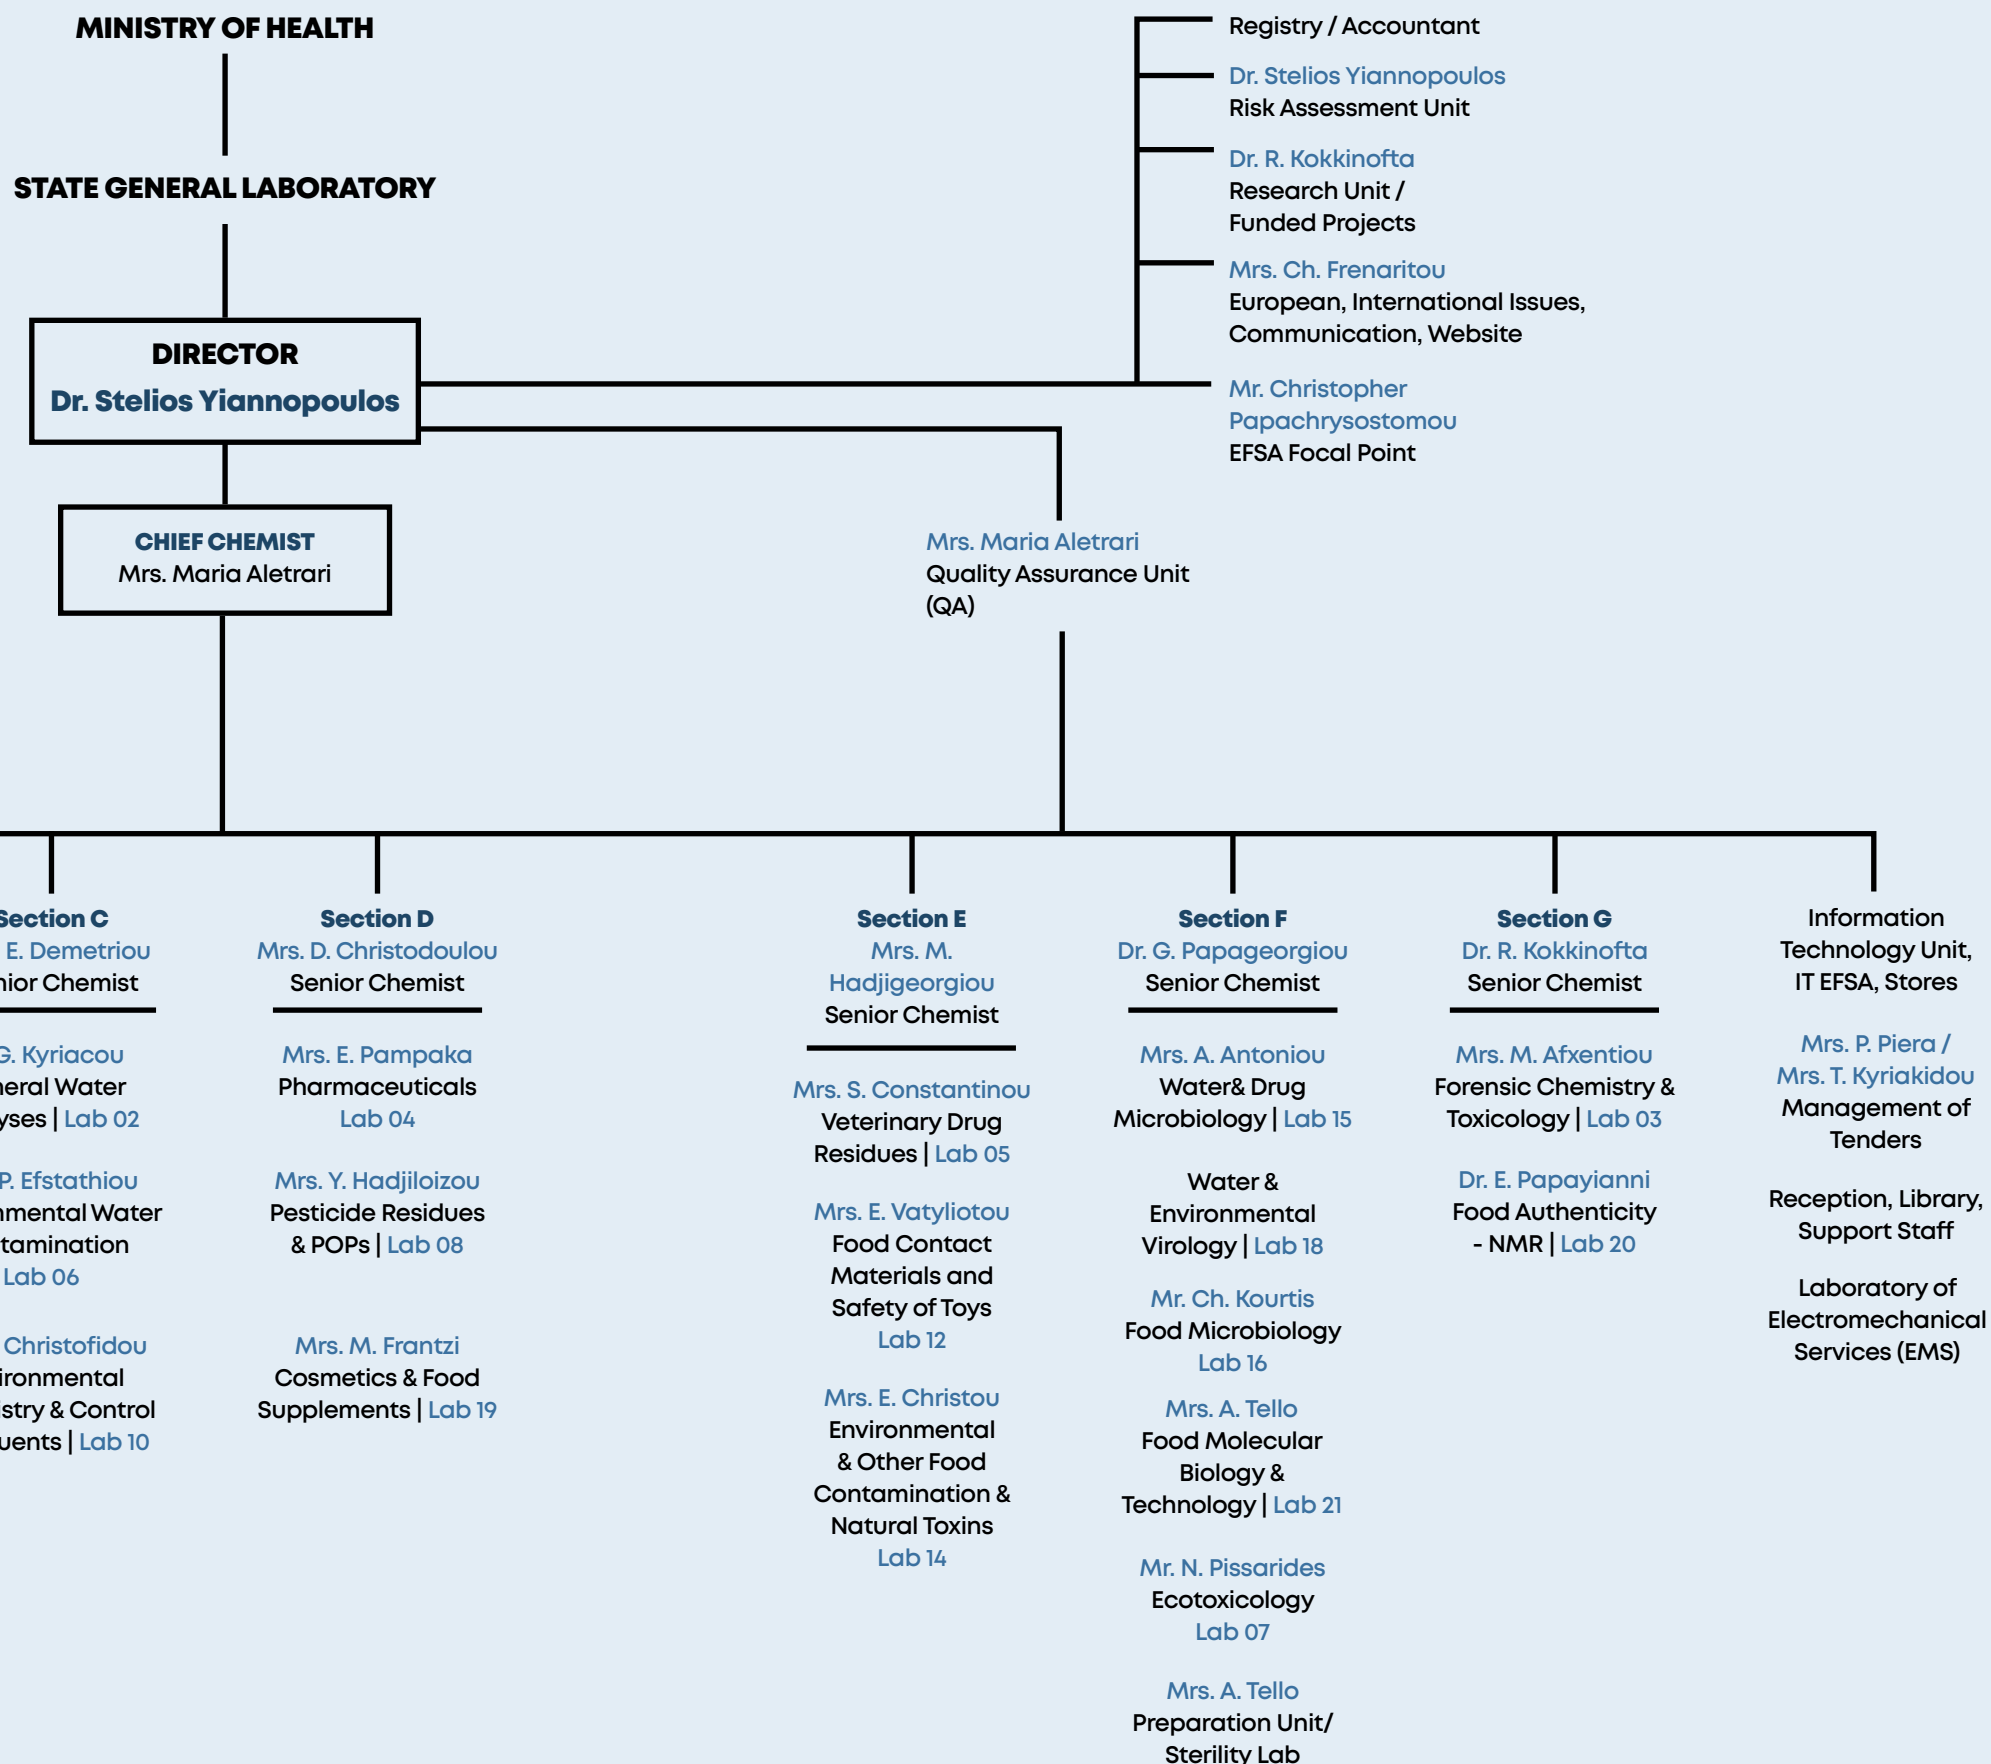 MINISTRY OF HEALTH
STATE GENERAL LABORATORY
DIRECTOR
Dr. Stelios Yiannopoulos
CHIEF CHEMIST
Mrs. Maria Aletrari
Registry / Accountant
Dr. Stelios Yiannopoulos
Risk Assessment Unit
Dr. R. Kokkinofta
Research Unit /
Funded Projects
Mrs. Ch. Frenaritou
European, International Issues,
Communication, Website
Mr. Christopher
Papachrysostomou
EFSA Focal Point
Mrs. Maria Aletrari
Quality Assurance Unit
(QA)
Section C
E. Demetriou
Chemist
G. Kyriacou
Water
Lab 02
P. Efstathiou
Water
Lab 06
Christofidou
& Control
Lab 10
Section D
Mrs. D. Christodoulou
Senior Chemist
Mrs. E. Pampaka
Pharmaceuticals
Lab 04
Mrs. Y. Hadjiloizou
Pesticide Residues
& POPs | Lab 08
Mrs. M. Frantzi
Cosmetics & Food
Supplements | Lab 19
Section E
Mrs. M.
Hadjigeorgiou
Senior Chemist
Mrs. S. Constantinou
Veterinary Drug
Residues | Lab 05
Mrs. E. Vatyliotou
Food Contact
Materials and
Safety of Toys
Lab 12
Mrs. E. Christou
Environmental
& Other Food
Contamination &
Natural Toxins
Lab 14
Section F
Dr. G. Papageorgiou
Senior Chemist
Mrs. A. Antoniou
Water& Drug
Microbiology | Lab 15
Water &
Environmental
Virology | Lab 18
Mr. Ch. Kourtis
Food Microbiology
Lab 16
Mrs. A. Tello
Food Molecular
Biology &
Technology | Lab 21
Mr. N. Pissarides
Ecotoxicology
Lab 07
Mrs. A. Tello
Preparation Unit/
Sterility Lab
Section G
Dr. R. Kokkinofta
Senior Chemist
Mrs. M. Afxentiou
Forensic Chemistry &
Toxicology | Lab 03
Dr. E. Papayianni
Food Authenticity
- NMR | Lab 20
Information
Technology Unit,
IT EFSA, Stores
Mrs. P. Piera /
Mrs. T. Kyriakidou
Management of
Tenders
Reception, Library,
Support Staff
Laboratory of
Electromechanical
Services (EMS)